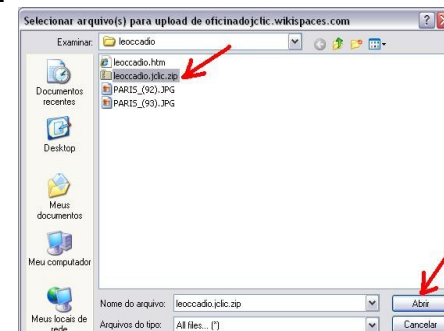 Selecionar arquivo(s) para upload de oficinadojclic.wikispaces.com
Examinar: leoccadio
leoccadio.htm
leoccadio.jclic.zip
PARIS_(92).JPG
PARIS_(93).JPG
Documentos
recentes
Desktop
Meus
documentos
Meu computador
Meus locais de
rede
Nome do arquivo: leoccadio.jclic.zip Abrir
Arquivos do tipo: All files... (*) Cancelar